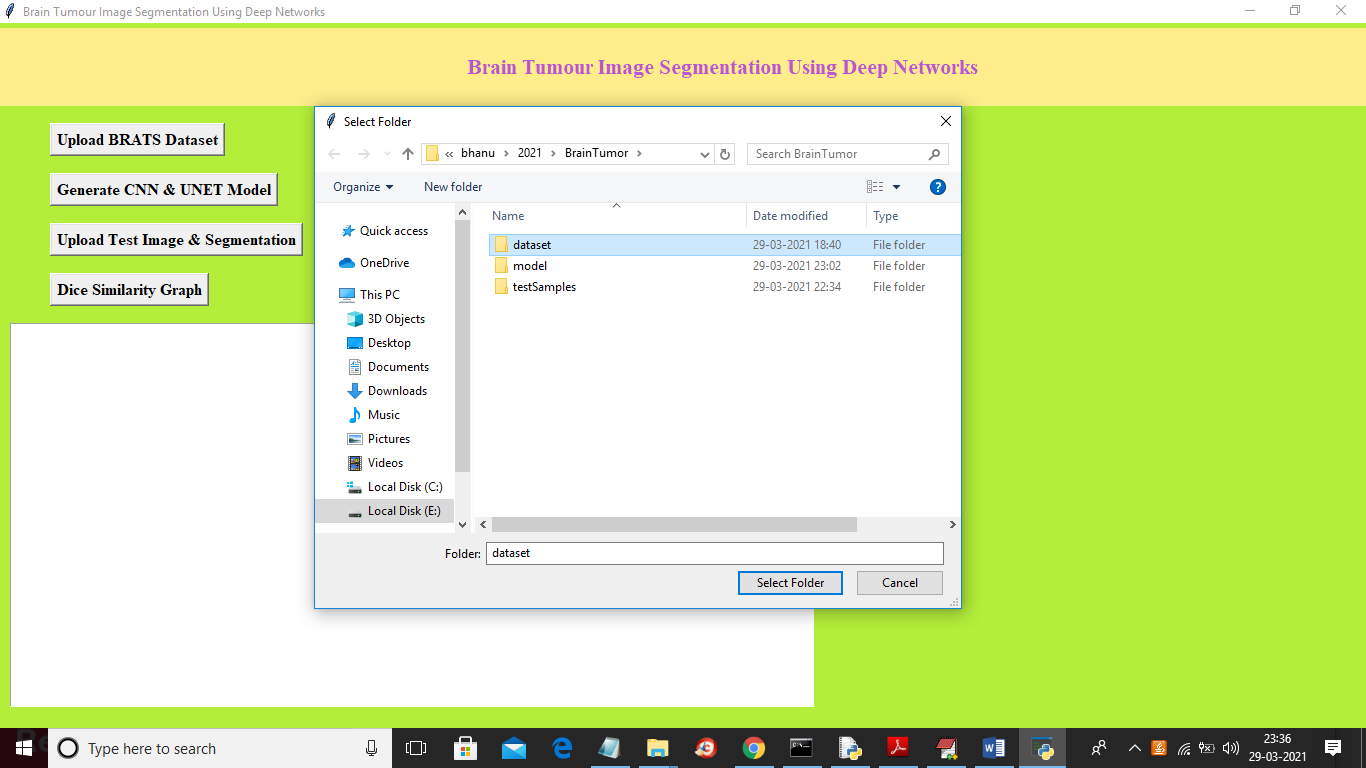 Brain Tumour Image Segmentation Using Deep Networks
Brain Tumour Image Segmentation Using Deep Networks
Upload BRATS Dataset
Generate CNN & UNET Model
Upload Test Image & Segmentation
Dice Similarity Graph
Select Folder
« bhanu › 2021 › BrainTumor ›
Search BrainTumor
Organize
New folder
?
Quick access
OneDrive
This PC
3D Objects
Desktop
Documents
Downloads
Music
Pictures
Videos
Local Disk (C:)
Local Disk (E:)
Name Date modified Type
dataset 29-03-2021 18:40 File folder
model 29-03-2021 23:02 File folder
testSamples 29-03-2021 22:34 File folder
Folder: dataset
Select Folder
Cancel
Type here to search
23:36
29-03-2021